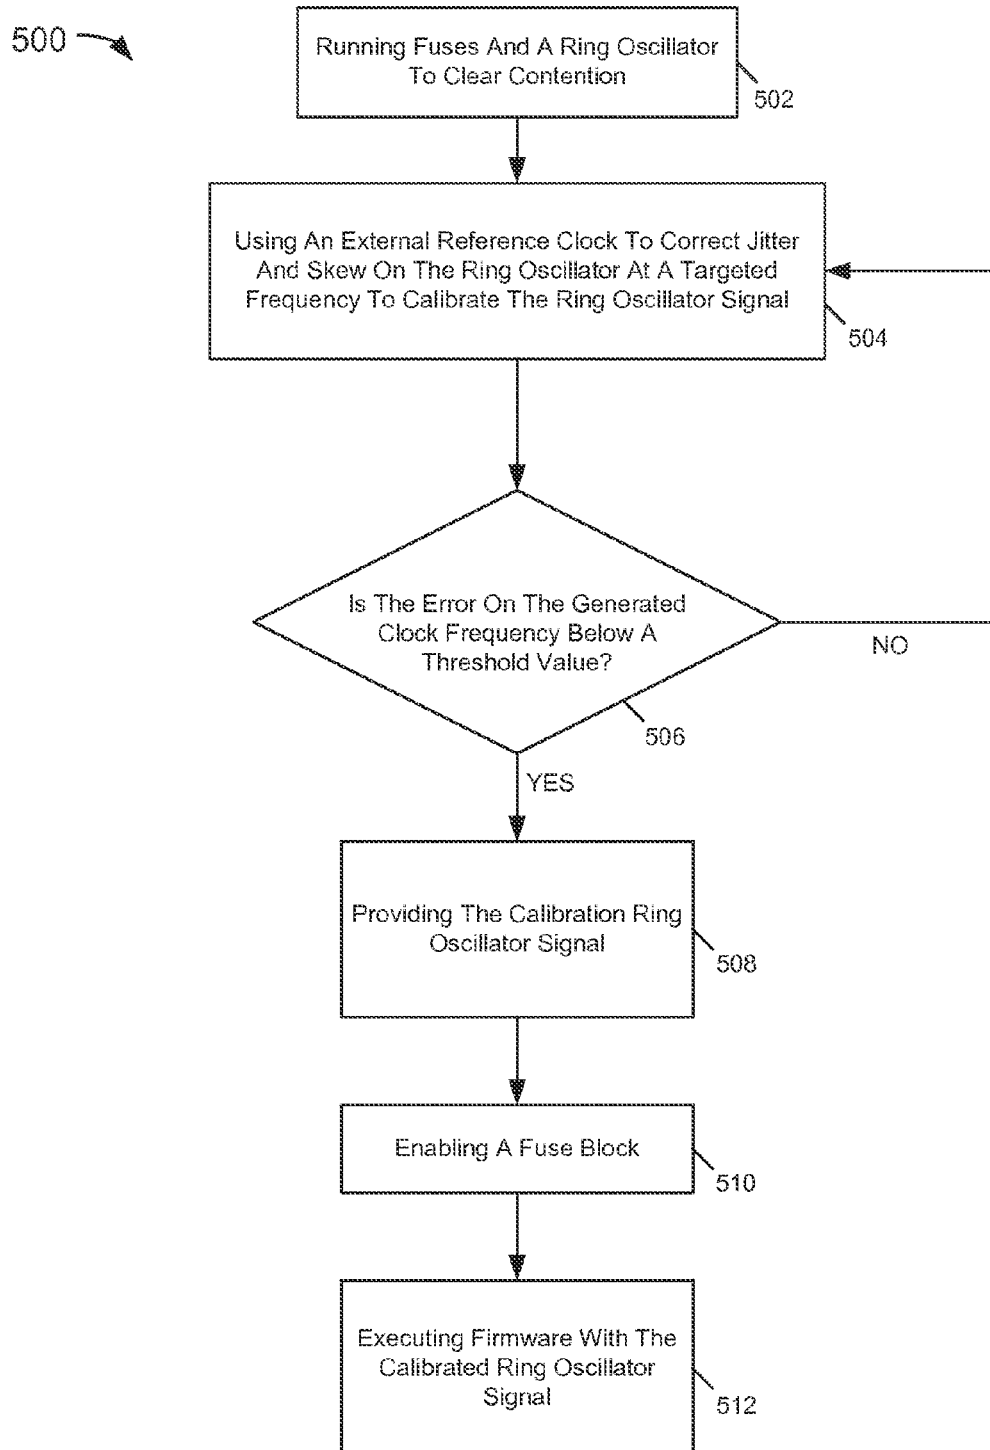 500
Running Fuses And A Ring Oscillator
To Clear Contention
502
Using An External Reference Clock To Correct Jitter
And Skew On The Ring Oscillator At A Targeted
Frequency To Calibrate The Ring Oscillator Signal
504
Is The Error On The Generated
Clock Frequency Below A
Threshold Value?
NO
506
YES
Providing The Calibration Ring
Oscillator Signal
508
Enabling A Fuse Block
510
Executing Firmware With The
Calibrated Ring Oscillator
Signal
512